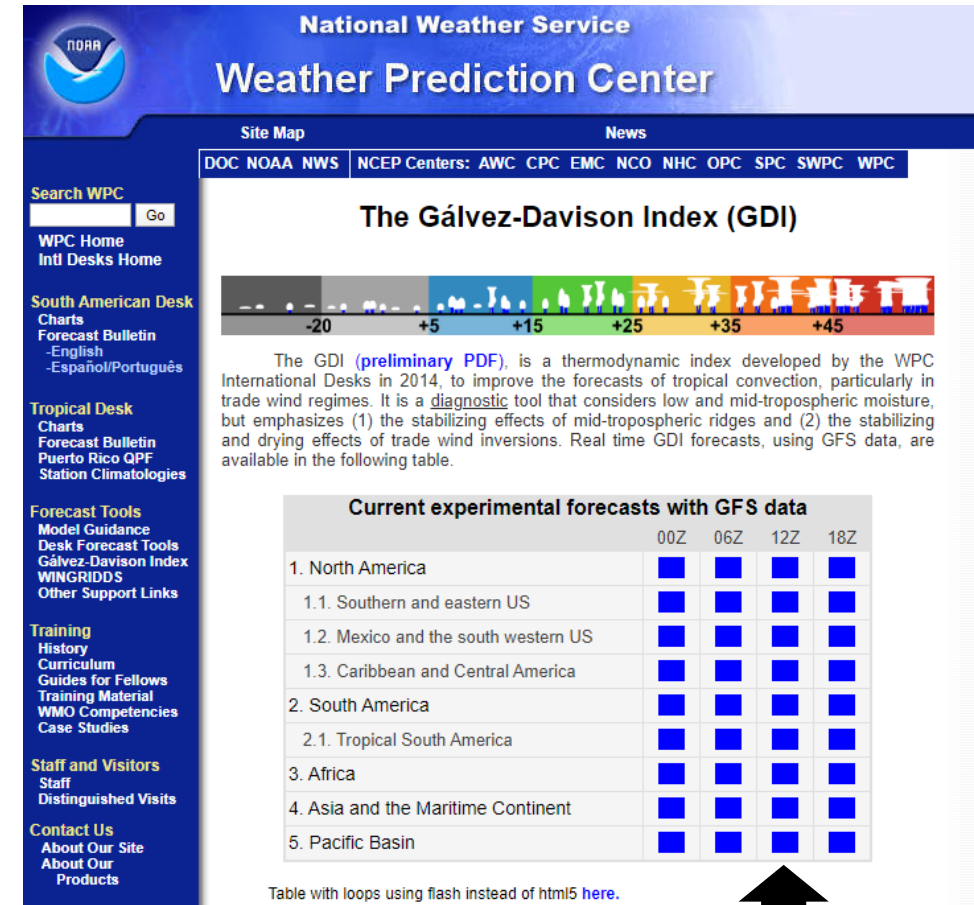 NOAA
National Weather Service
Weather Prediction Center
Site Map News
DOC NOAA NWS NCEP Centers: AWC CPC EMC NCO NHC OPC SPC SWPC WPC
Search WPC
Go
WPC Home
Intl Desks Home
South American Desk
Charts
Forecast Bulletin
-English
-Español/Português
Tropical Desk
Charts
Forecast Bulletin
Puerto Rico QPF
Station Climatologies
Forecast Tools
Model Guidance
Desk Forecast Tools
Gálvez-Davison Index
WINGRIDDS
Other Support Links
Training
History
Curriculum
Guides for Fellows
Training Material
WMO Competencies
Case Studies
Staff and Visitors
Staff
Distinguished Visits
Contact Us
About Our Site
About Our
Products
The Gálvez-Davison Index (GDI)
-20 +5 +15 +25 +35 +45
The GDI (preliminary PDF), is a thermodynamic index developed by the WPC
International Desks in 2014, to improve the forecasts of tropical convection, particularly in
trade wind regimes. It is a diagnostic tool that considers low and mid-tropospheric moisture,
but emphasizes (1) the stabilizing effects of mid-tropospheric ridges and (2) the stabilizing
and drying effects of trade wind inversions. Real time GDI forecasts, using GFS data, are
available in the following table.
Current experimental forecasts with GFS data
00Z 06Z 12Z 18Z
1. North America
1.1. Southern and eastern US
1.2. Mexico and the south western US
1.3. Caribbean and Central America
2. South America
2.1. Tropical South America
3. Africa
4. Asia and the Maritime Continent
5. Pacific Basin
Table with loops using flash instead of html5 here.